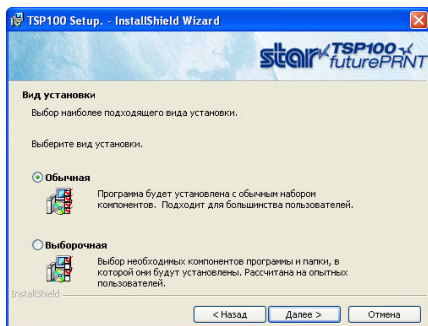 TSP100 Setup. - InstallShield Wizard
star TSP100
futurePRNT
Вид установки
Выбор наиболее подходящего вида установки.
Выберите вид установки.
Обычная
Программа будет установлена с обычным набором
компонентов. Подходит для большинства пользователей.
Выборочная
Выбор необходимых компонентов программы и папки, в
которой они будут установлены. Рассчитана на опытных
пользователей.
InstallShield
< Назад Далее > Отмена